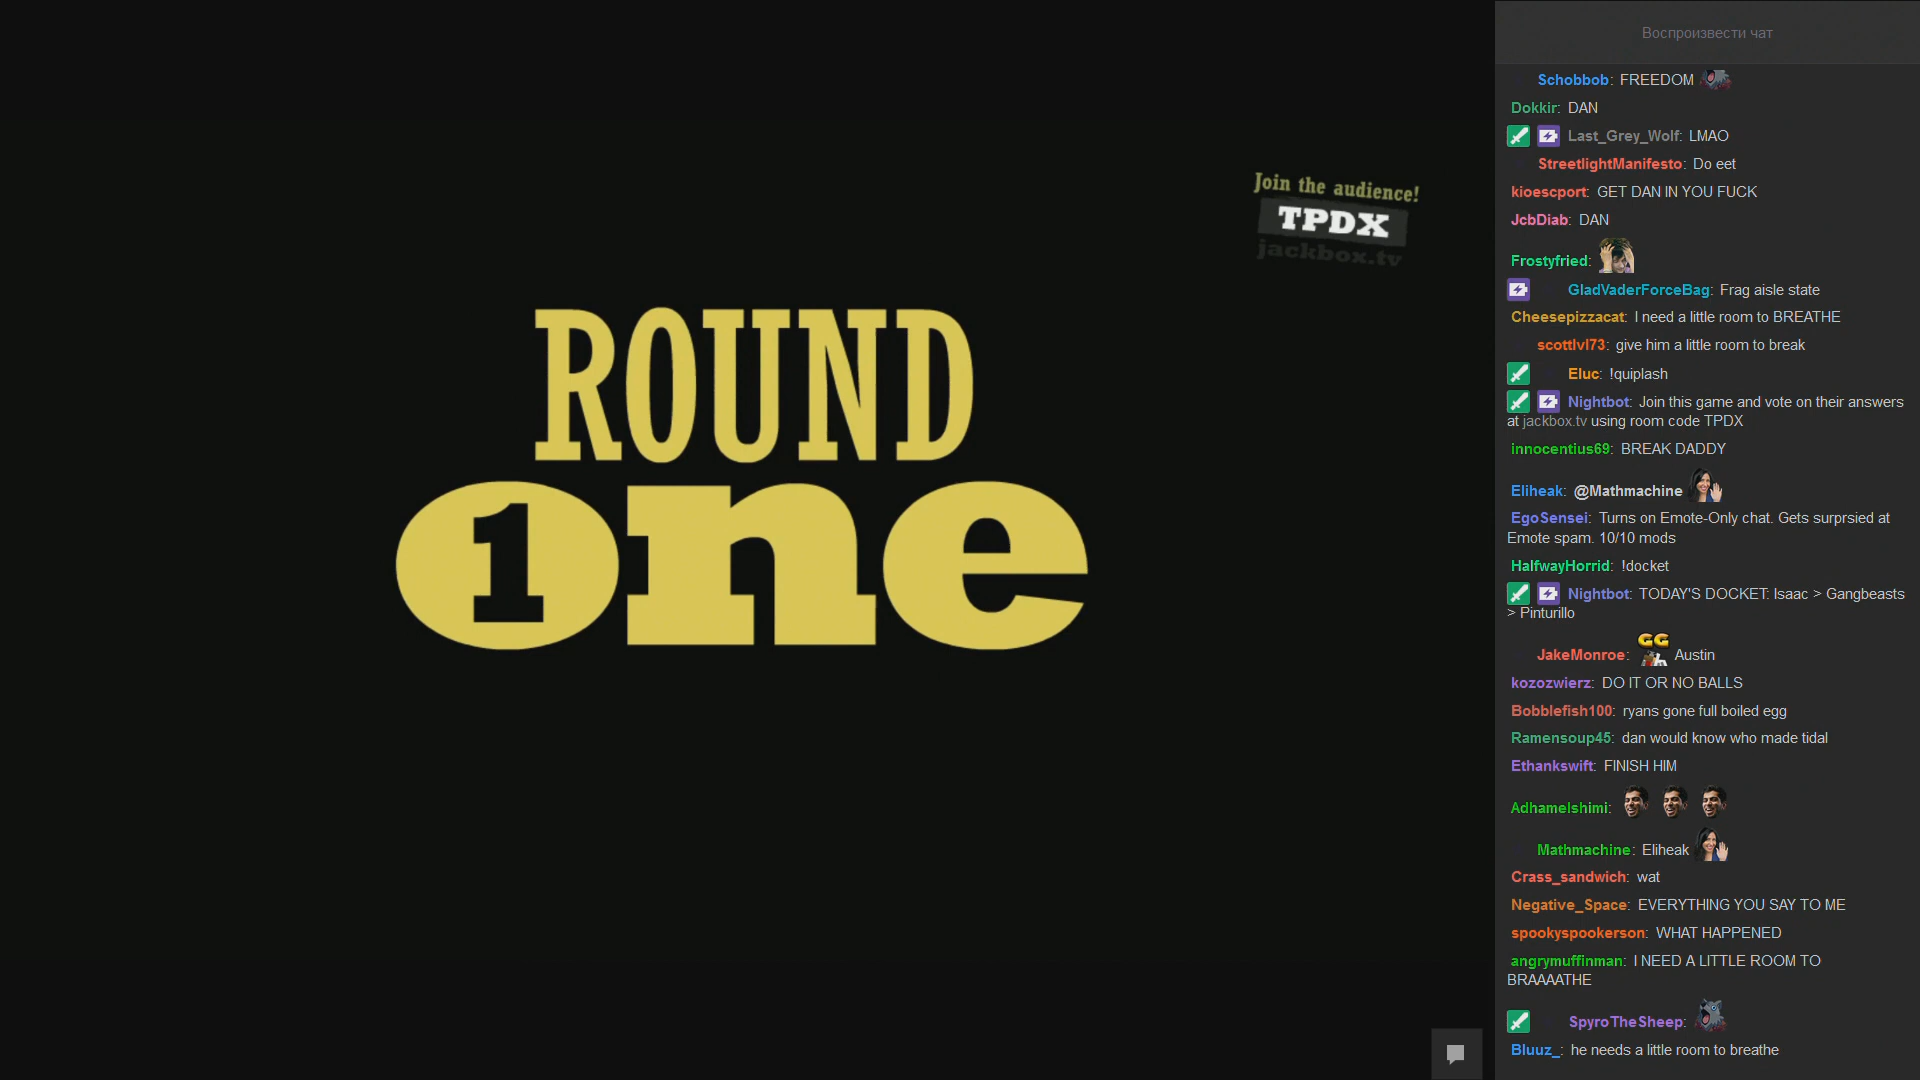 ROUND
One
1
Join the audience!
TPDX
jackbox.tv
Воспроизвести чат
Schobbob: FREEDOM
Dokkir: DAN
Last_Grey_Wolf: LMAO
StreetlightManifesto: Do eet
kioescport: GET DAN IN YOU FUCK
JcbDiab: DAN
Frostyfried:
GladVaderForceBag: Frag aisle state
Cheesepizzacat: I need a little room to BREATHE
scottlvl73: give him a little room to break
Eluc: !quiplash
Nightbot: Join this game and vote on their answers
at jackbox.tv using room code TPDX
innocentius69: BREAK DADDY
Eliheak: @Mathmachine
EgoSensei: Turns on Emote-Only chat. Gets surprsied at
Emote spam. 10/10 mods
HalfwayHorrid: !docket
Nightbot: TODAY'S DOCKET: Isaac > Gangbeasts
> Pinturillo
JakeMonroe: GG Austin
kozozwierz: DO IT OR NO BALLS
Bobblefish100: ryans gone full boiled egg
Ramensoup45: dan would know who made tidal
Ethankswift: FINISH HIM
Adhamelshimi:
Mathmachine: Eliheak
Crass_sandwich: wat
Negative_Space: EVERYTHING YOU SAY TO ME
spookyspookerson: WHAT HAPPENED
angrymuffinman: I NEED A LITTLE ROOM TO
BRAAAATHE
SpyroTheSheep:
Bluuz_: he needs a little room to breathe